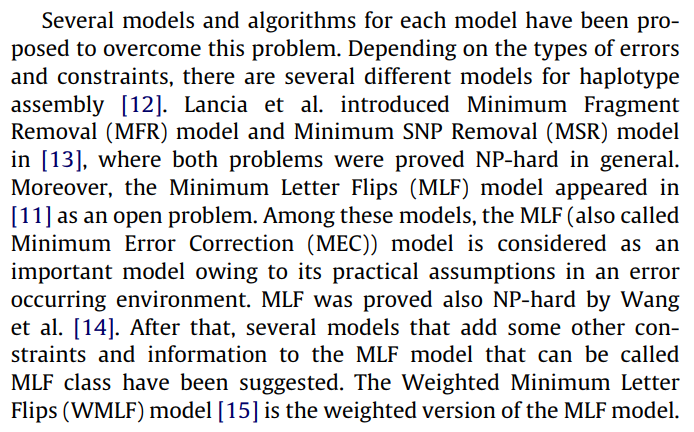 Several models and algorithms for each model have been pro-
posed to overcome this problem. Depending on the types of errors
and constraints, there are several different models for haplotype
assembly [12]. Lancia et al. introduced Minimum Fragment
Removal (MFR) model and Minimum SNP Removal (MSR) model
in [13], where both problems were proved NP-hard in general.
Moreover, the Minimum Letter Flips (MLF) model appeared in
[11] as an open problem. Among these models, the MLF (also called
Minimum Error Correction (MEC)) model is considered as an
important model owing to its practical assumptions in an error
occurring environment. MLF was proved also NP-hard by Wang
et al. [14]. After that, several models that add some other con-
straints and information to the MLF model that can be called
MLF class have been suggested. The Weighted Minimum Letter
Flips (WMLF) model [15] is the weighted version of the MLF model.